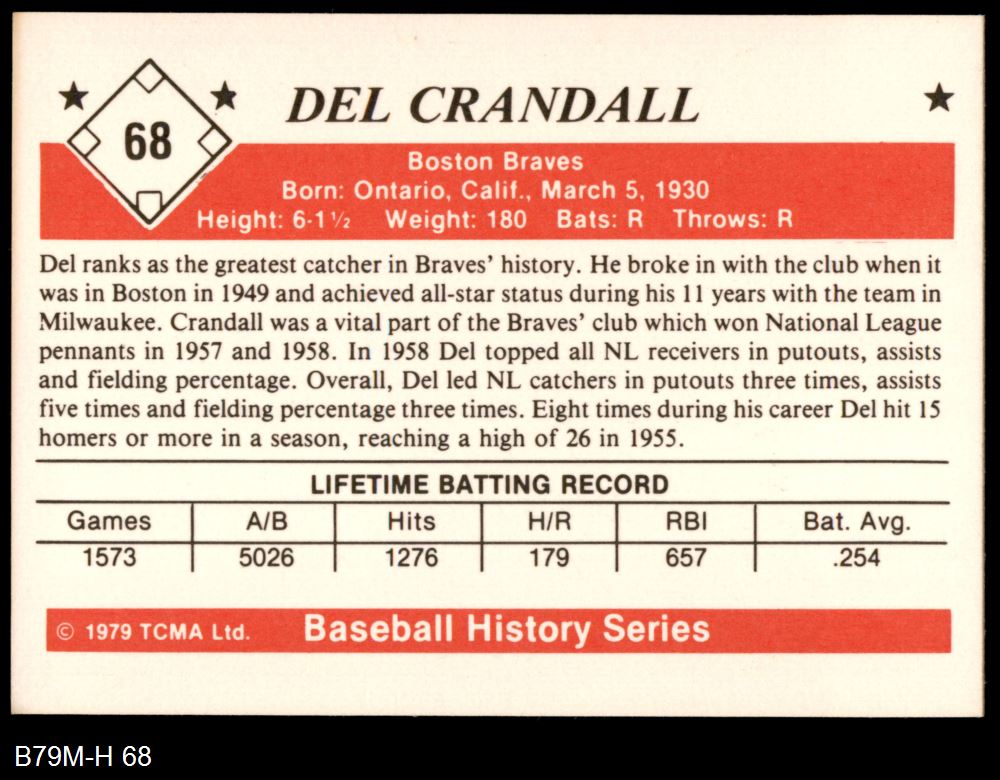 68
DEL CRANDALL
Boston Braves
Born: Ontario, Calif., March 5, 1930
Height: 6-1½ Weight: 180 Bats: R Throws: R
Del ranks as the greatest catcher in Braves' history. He broke in with the club when it
was in Boston in 1949 and achieved all-star status during his 11 years with the team in
Milwaukee. Crandall was a vital part of the Braves' club which won National League
pennants in 1957 and 1958. In 1958 Del topped all NL receivers in putouts, assists
and fielding percentage. Overall, Del led NL catchers in putouts three times, assists
five times and fielding percentage three times. Eight times during his career Del hit 15
homers or more in a season, reaching a high of 26 in 1955.
LIFETIME BATTING RECORD
Games A/B Hits H/R RBI Bat. Avg.
1573 5026 1276 179 657 .254
© 1979 TCMA Ltd. Baseball History Series
B79M-H 68